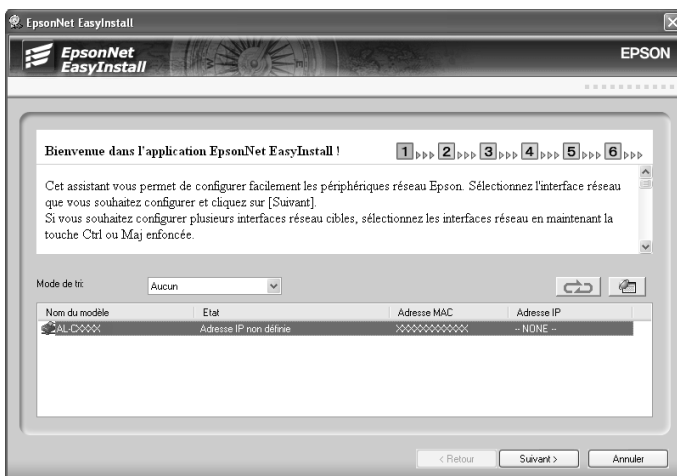 EpsonNet EasyInstall
EpsonNet
EasyInstall
EPSON
Bienvenue dans l'application EpsonNet EasyInstall !
1 2 3 4 5 6
Cet assistant vous permet de configurer facilement les périphériques réseau Epson. Sélectionnez l'interface réseau
que vous souhaitez configurer et cliquez sur [Suivant].
Si vous souhaitez configurer plusieurs interfaces réseau cibles, sélectionnez les interfaces réseau en maintenant la
touche Ctrl ou Maj enfoncée.
Mode de tri: Aucun
Nom du modèle Etat Adresse MAC Adresse IP
AL-CXXXX Adresse IP non définie XXXXXXXXXXXX -- NONE --
< Retour Suivant > Annuler